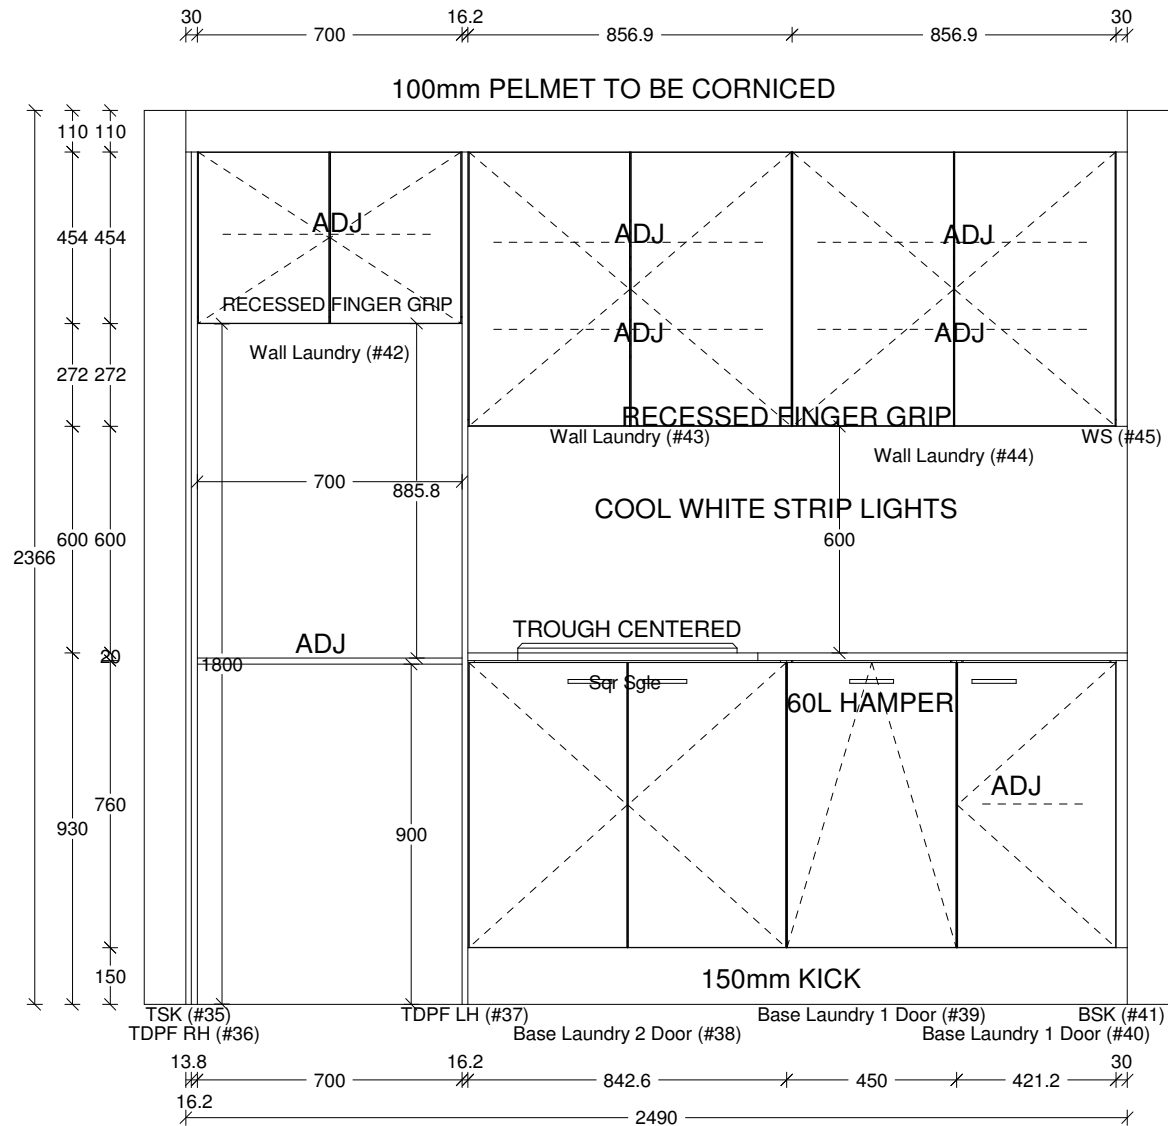 30
16.2
30
700
856.9
856.9
100mm PELMET TO BE CORNICED
110 110
454 454
ADJ
ADJ
ADJ
RECESSED FINGER GRIP
ADJ
ADJ
Wall Laundry (#42)
272 272
RECESSED FINGER GRIP
Wall Laundry (#43)
WS (#45)
Wall Laundry (#44)
700
885.8
COOL WHITE STRIP LIGHTS
2366
600 600
600
TROUGH CENTERED
ADJ
20
1800
Sqr Sgle
60L HAMPER
ADJ
760
930
900
150
150mm KICK
TSK (#35)
TDPF LH (#37)
Base Laundry 1 Door (#39)
BSK (#41)
TDPF RH (#36)
Base Laundry 2 Door (#38)
Base Laundry 1 Door (#40)
13.8
16.2
30
700
842.6
450
421.2
16.2
2490